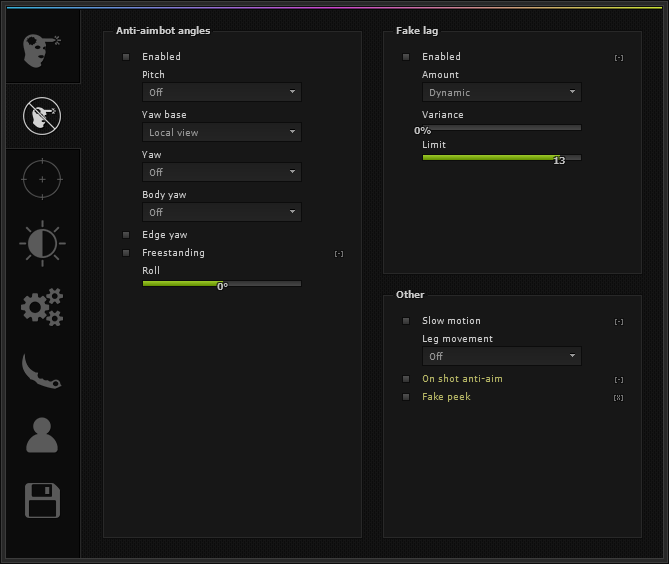 Anti-aimbot angles
Enabled
Pitch
Off
Yaw base
Local view
Yaw
Off
Body yaw
Off
Edge yaw
Freestanding [-]
Roll
0°
Fake lag
Enabled [-]
Amount
Dynamic
Variance
0%
Limit
13
Other
Slow motion [-]
Leg movement
Off
On shot anti-aim [-]
Fake peek [X]